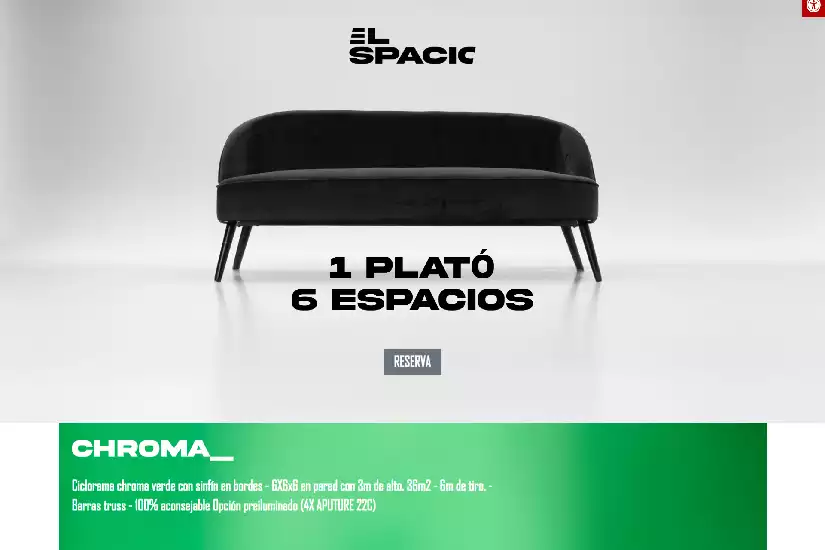 EL
SPACIO
1 PLATÓ
6 ESPACIOS
RESERVA
CHROMA_
Ciclorama chroma verde con sinfín en bordes - 6X6x6 en pared con 3m de alto. 36m2 - 6m de tiro. -
Barras truss - 100% aconsejable Opción preiluminado (4X APUTURE 22C)